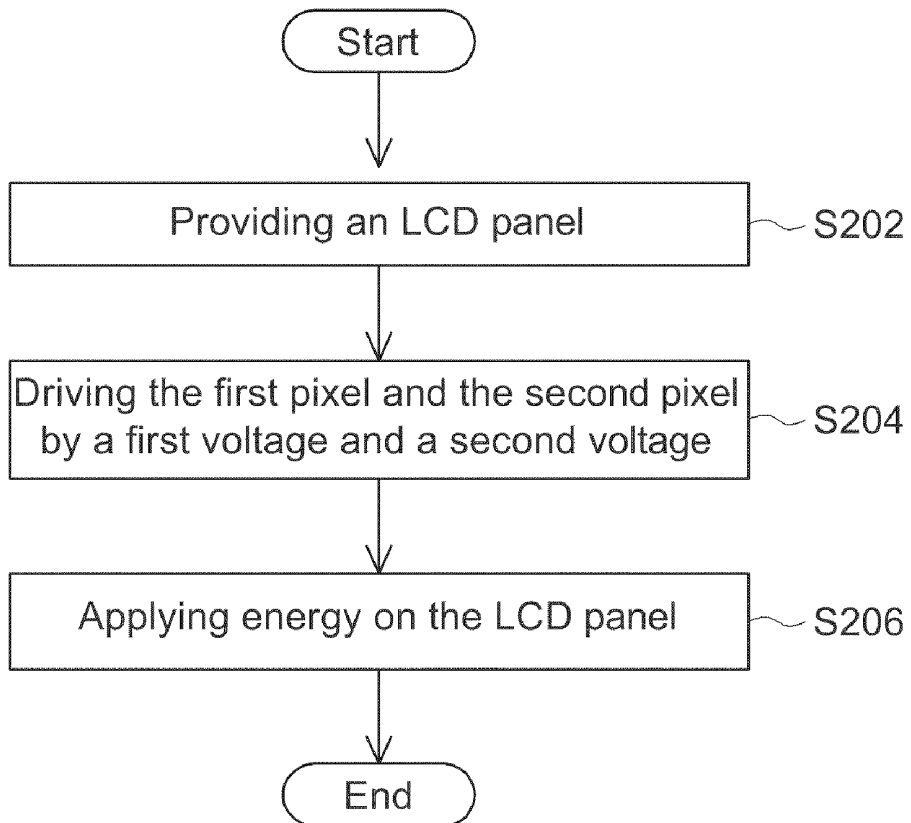 Start
Providing an LCD panel
S202
Driving the first pixel and the second pixel
by a first voltage and a second voltage
S204
Applying energy on the LCD panel
S206
End